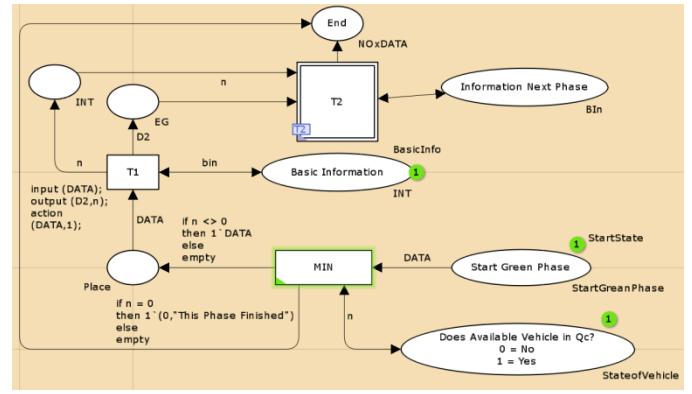 End
NOxDATA
n
INT
EG
D2
T2
T2
Information Next Phase
BIn
BasicInfo
n
T1
bin
Basic Information
1
INT
input (DATA);
output (D2,n);
action
(DATA,1);
DATA
if n <> 0
then 1`DATA
else
empty
Place
MIN
DATA
Start Green Phase
1
StartState
StartGreanPhase
if n = 0
then 1`(0,"This Phase Finished")
else
empty
n
1
Does Available Vehicle in Qc?
0 = No
1 = Yes
StateofVehicle